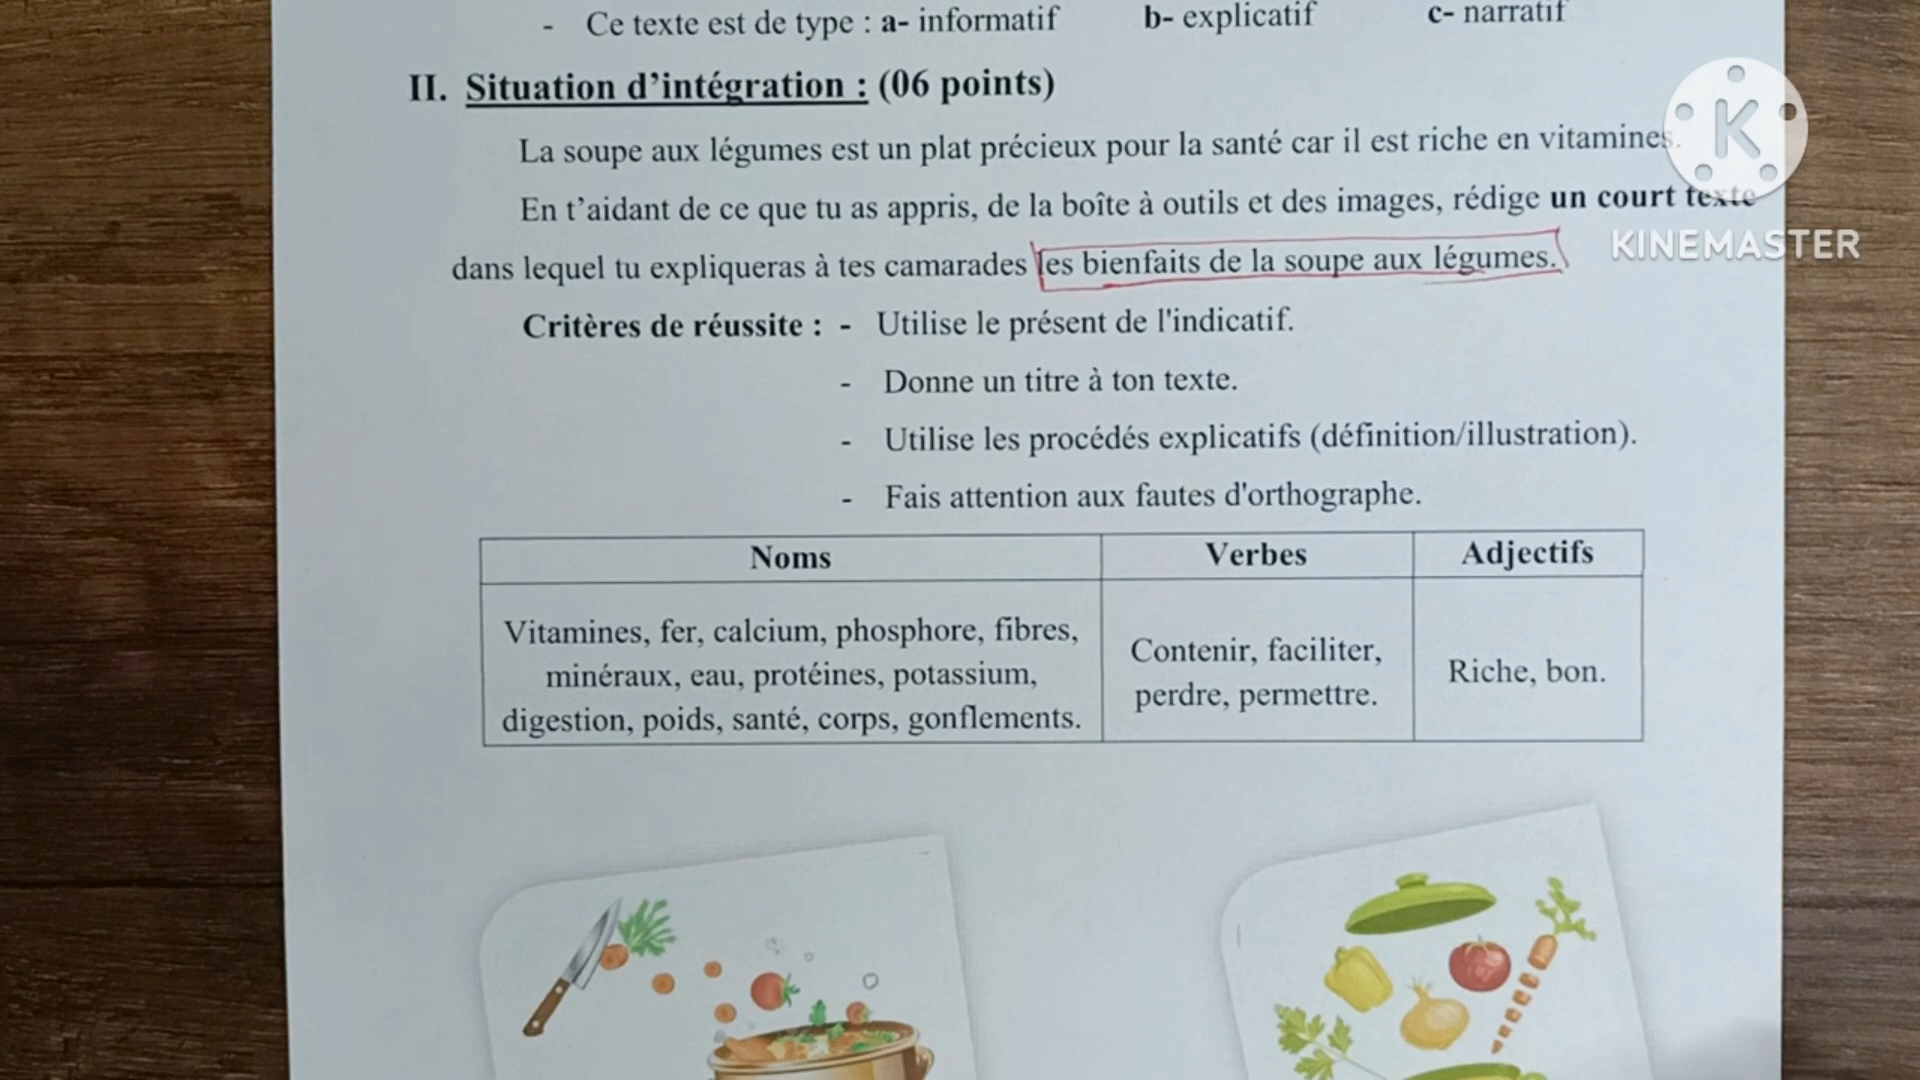 - Ce texte est de type : a- informatif b- explicatif c- narratif
II. Situation d'intégration : (06 points)
La soupe aux légumes est un plat précieux pour la santé car il est riche en vitamines.
En t'aidant de ce que tu as appris, de la boîte à outils et des images, rédige un court texte
dans lequel tu expliqueras à tes camarades les bienfaits de la soupe aux légumes.
Critères de réussite : - Utilise le présent de l'indicatif.
- Donne un titre à ton texte.
- Utilise les procédés explicatifs (définition/illustration).
- Fais attention aux fautes d'orthographe.
Noms Verbes Adjectifs
Vitamines, fer, calcium, phosphore, fibres,
minéraux, eau, protéines, potassium,
digestion, poids, santé, corps, gonflements.
Contenir, faciliter,
perdre, permettre.
Riche, bon.
K
KINEMASTER